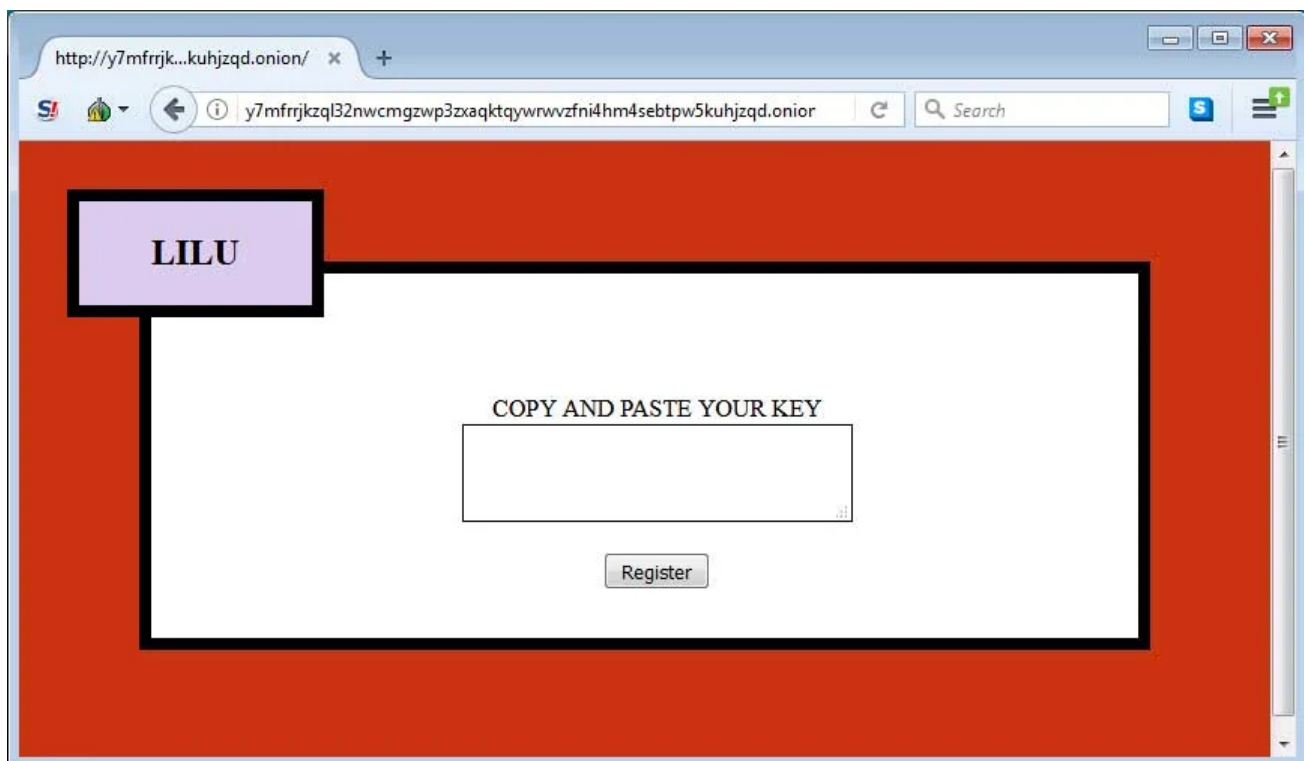 http://y7mfrrjk...kuhjzqd.onion/
y7mfrrjkzql32nwcmgzwp3zxaqktqywrwvzfni4hm4sebtpw5kuhjzqd.onior
Search
LILU
COPY AND PASTE YOUR KEY
Register